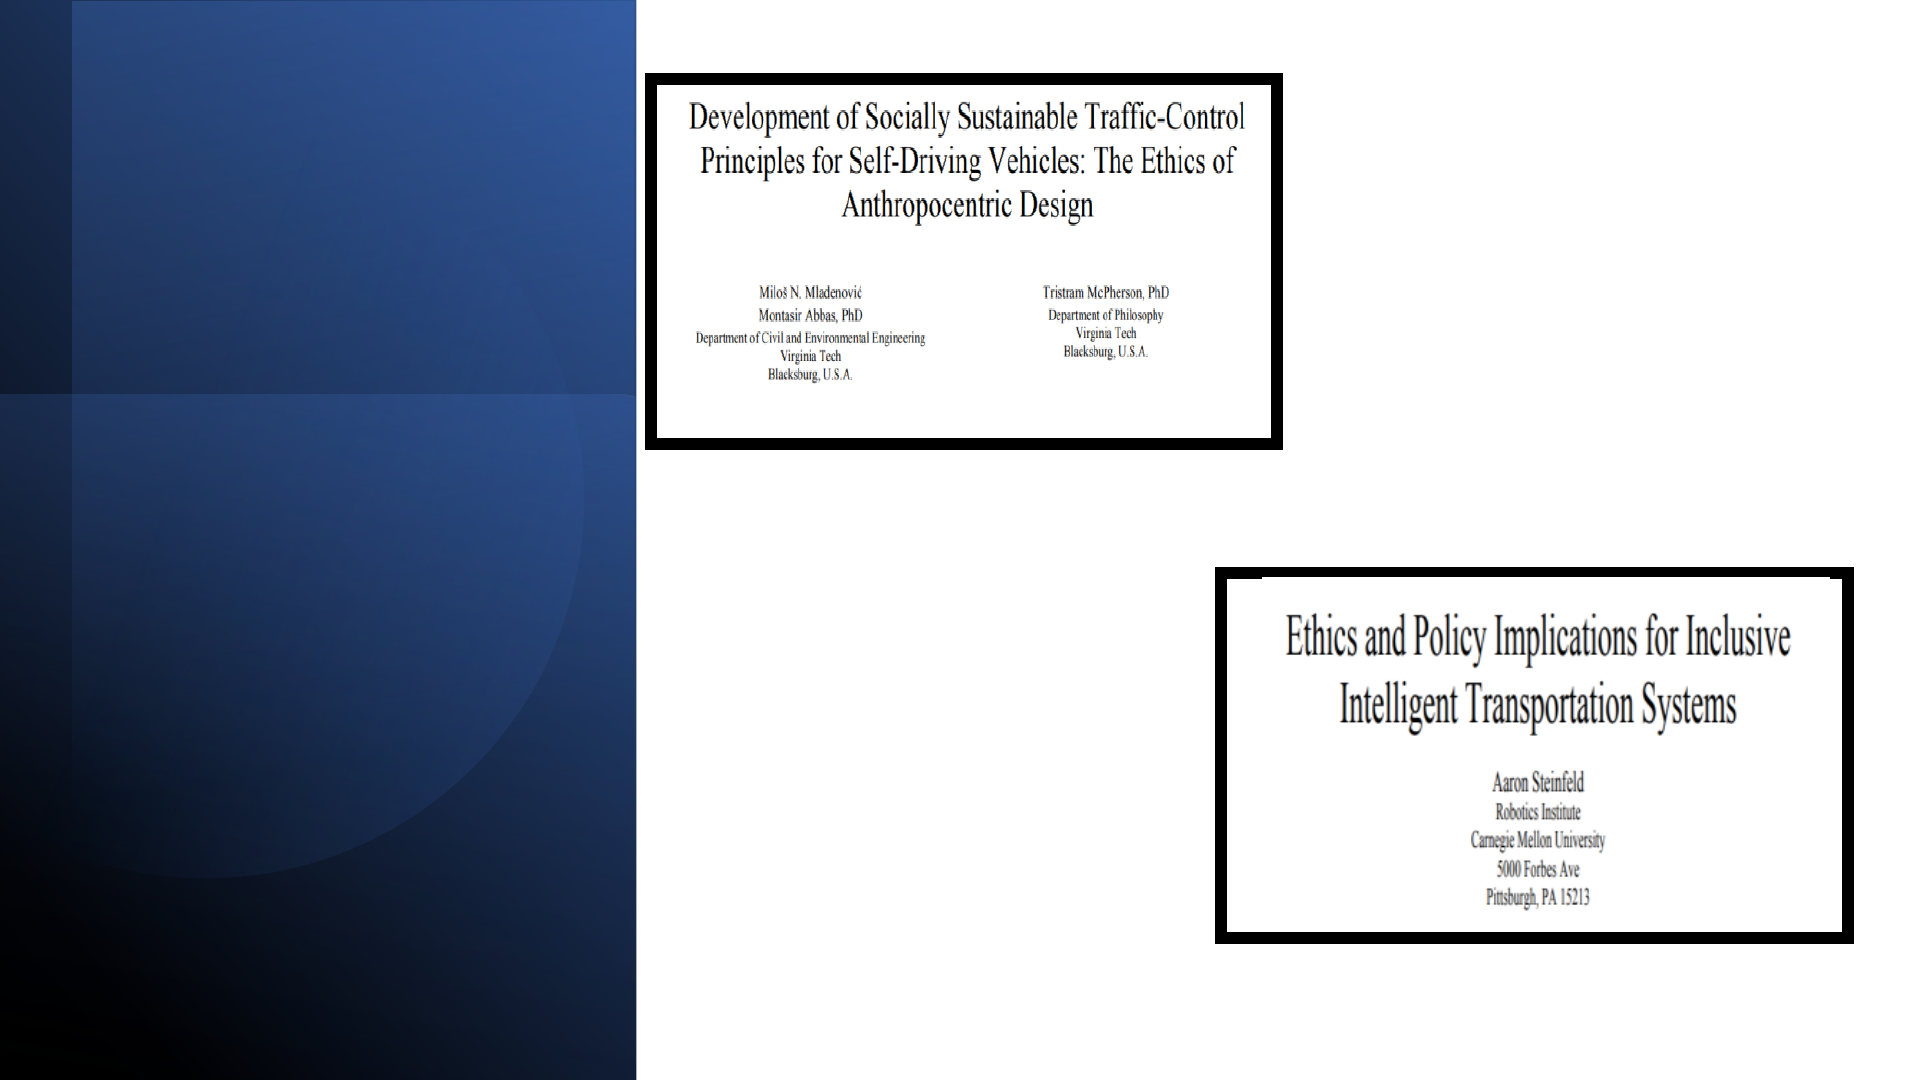 Development of Socially Sustainable Traffic-Control
Principles for Self-Driving Vehicles: The Ethics of
Anthropocentric Design
Miloš N. Mladenović
Montasir Abbas, PhD
Department of Civil and Environmental Engineering
Virginia Tech
Blacksburg, U.S.A.
Tristram McPherson, PhD
Department of Philosophy
Virginia Tech
Blacksburg, U.S.A.
Ethics and Policy Implications for Inclusive
Intelligent Transportation Systems
Aaron Steinfeld
Robotics Institute
Carnegie Mellon University
5000 Forbes Ave
Pittsburgh, PA 15213